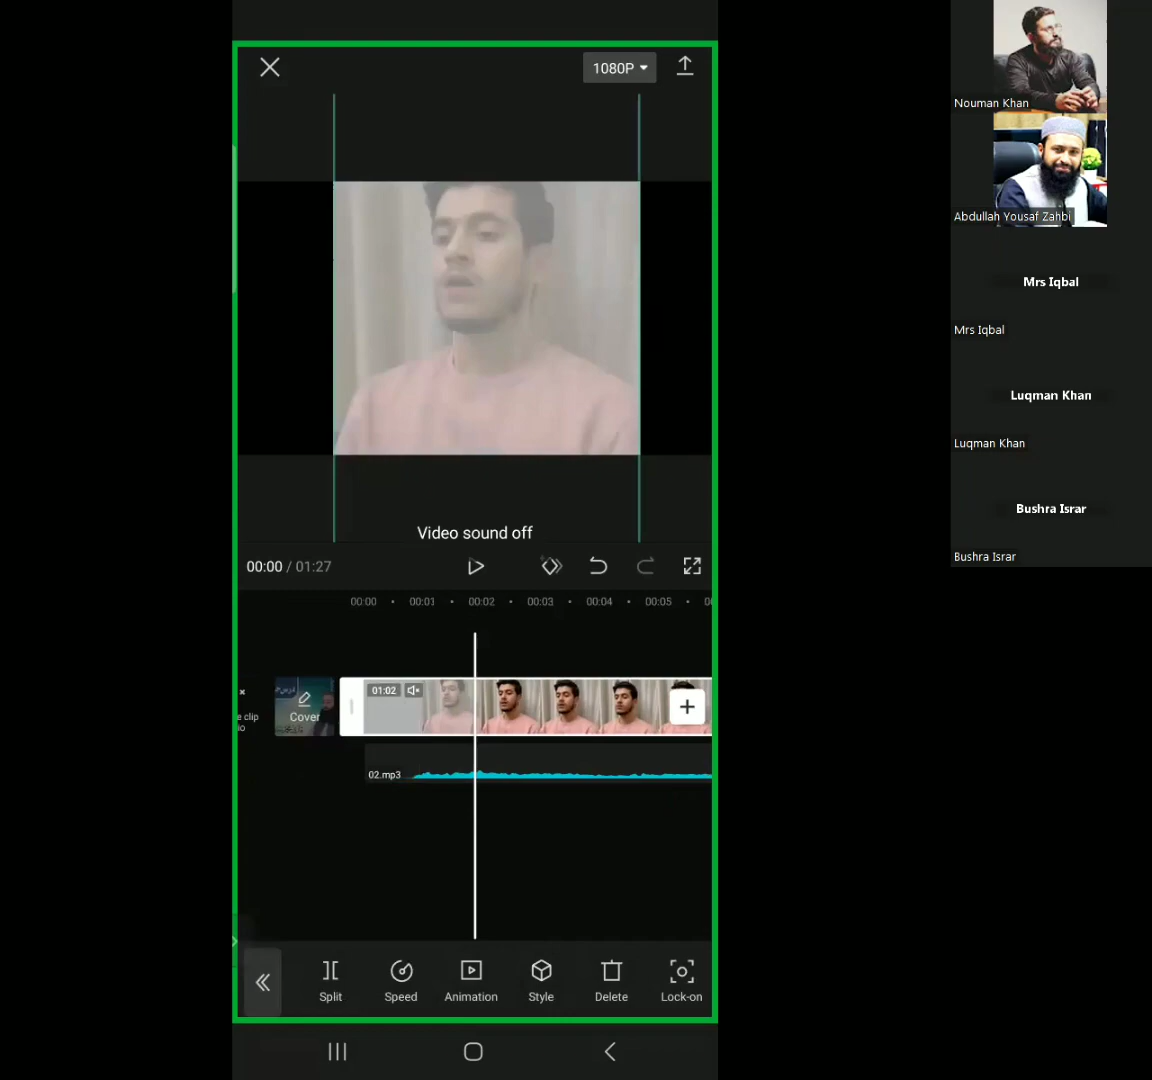 1080P
Nouman Khan
Abdullah Yousaf Zahbi
Mrs Iqbal
Mrs Iqbal
Luqman Khan
Luqman Khan
Bushra Israr
Bushra Israr
Video sound off
00:00 / 01:27
00:00 00:01 00:02 00:03 00:04 00:05
01:02
e clip
io
Cover
02.mp3
Split Speed Animation Style Delete Lock-on